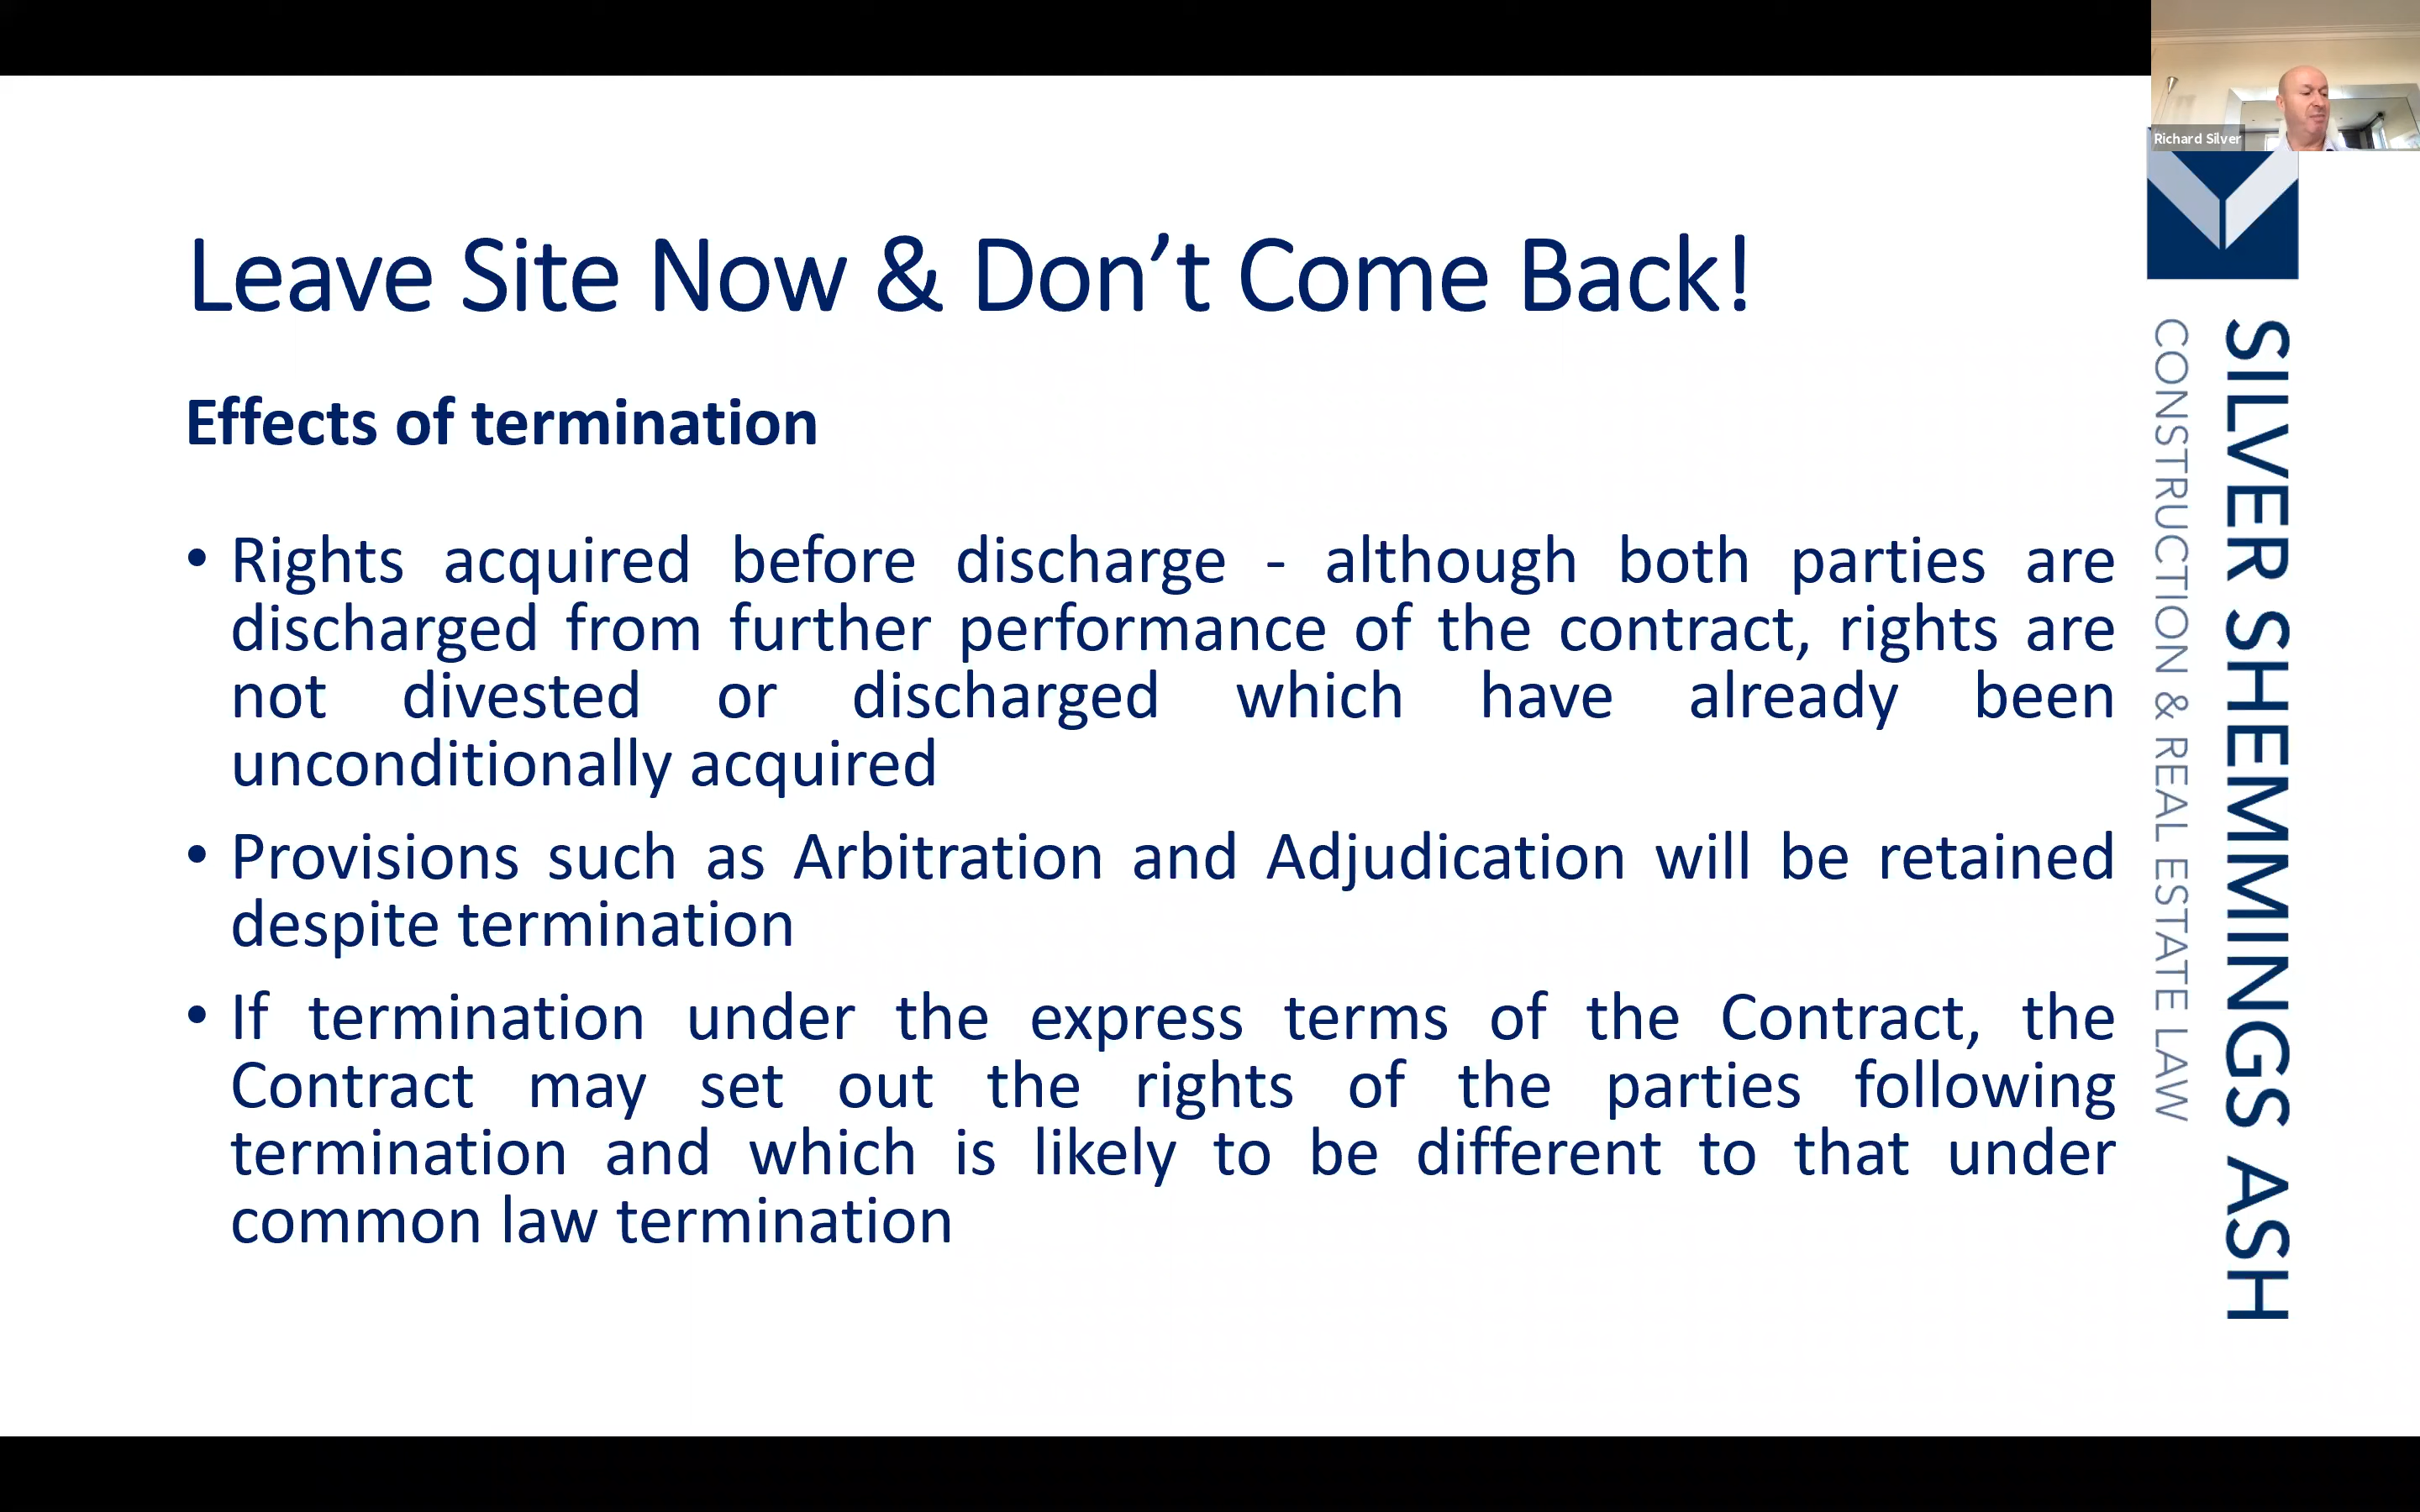 Richard Silver
Leave Site Now & Don’t Come Back!
Effects of termination
• Rights acquired before discharge - although both parties are
discharged from further performance of the contract, rights are
not divested or discharged which have already been
unconditionally acquired
• Provisions such as Arbitration and Adjudication will be retained
despite termination
• If termination under the express terms of the Contract, the
Contract may set out the rights of the parties following
termination and which is likely to be different to that under
common law termination
SILVER SHEMMINGS ASH
CONSTRUCTION & REAL ESTATE LAW